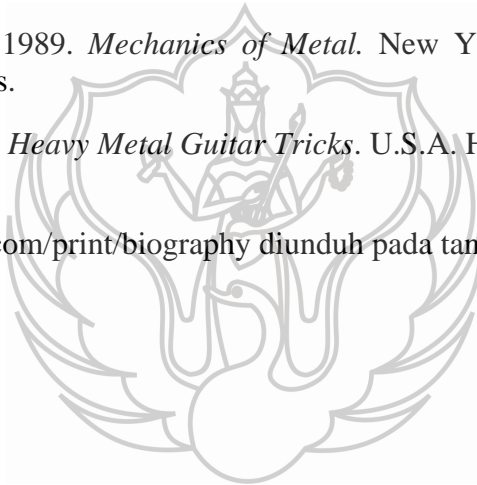 1989. Mechanics of Metal. New Y
s.
Heavy Metal Guitar Tricks. U.S.A. H
com/print/biography diunduh pada tan